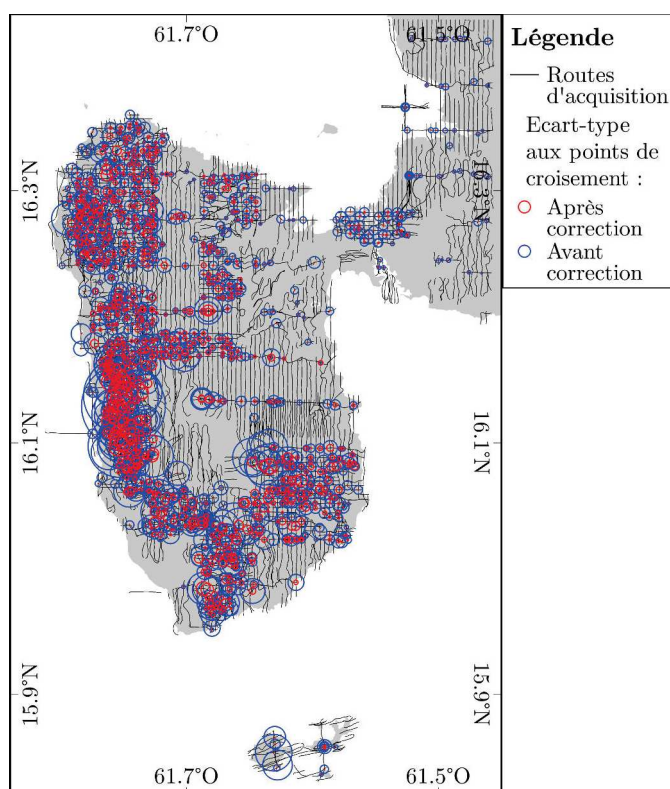 61.7°O
61.5°O
16.3°N
16.3°N
16.1°N
16.1°N
15.9°N
15.9°N
61.7°O
61.5°O
Légende
Routes
d'acquisition
Ecart-type
aux points de
croisement :
Après
correction
Avant
correction